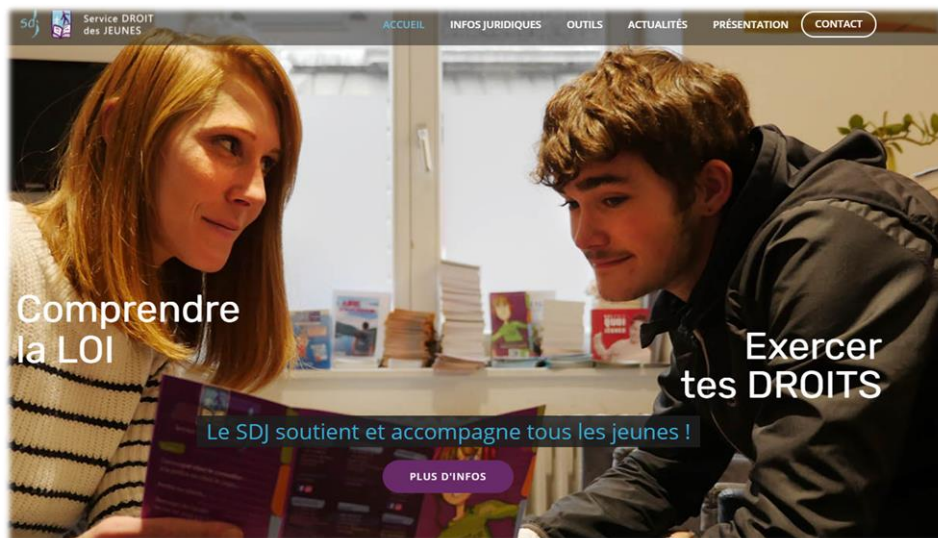 sdj
Service DROIT
des JEUNES
ACCUEIL
INFOS JURIDIQUES
OUTILS
ACTUALITÉS
PRÉSENTATION
CONTACT
Comprendre
la LOI
QUOI
Exercer
tes DROITS
Le SDJ soutient et accompagne tous les jeunes !
PLUS D'INFOS